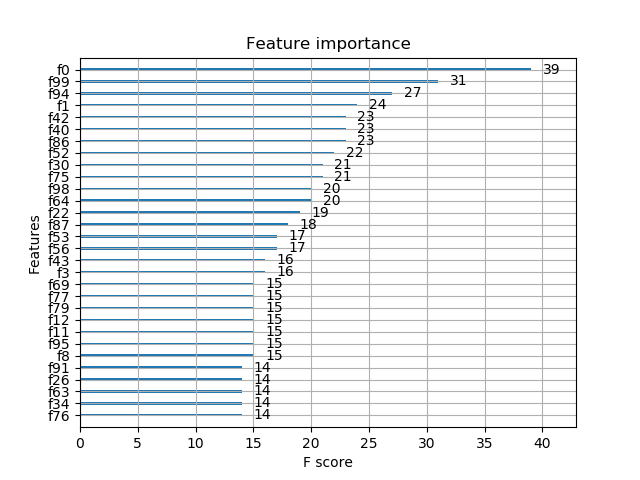 Feature importance
Features
f0 39
f99 31
f94 27
f1 24
f42 23
f40 23
f86 23
f52 22
f30 21
f75 21
f98 20
f64 20
f22 19
f87 18
f53 17
f56 17
f43 16
f3 16
f69 15
f77 15
f79 15
f12 15
f11 15
f95 15
f8 15
f91 14
f26 14
f63 14
f34 14
f76 14
0 5 10 15 20 25 30 35 40
F score